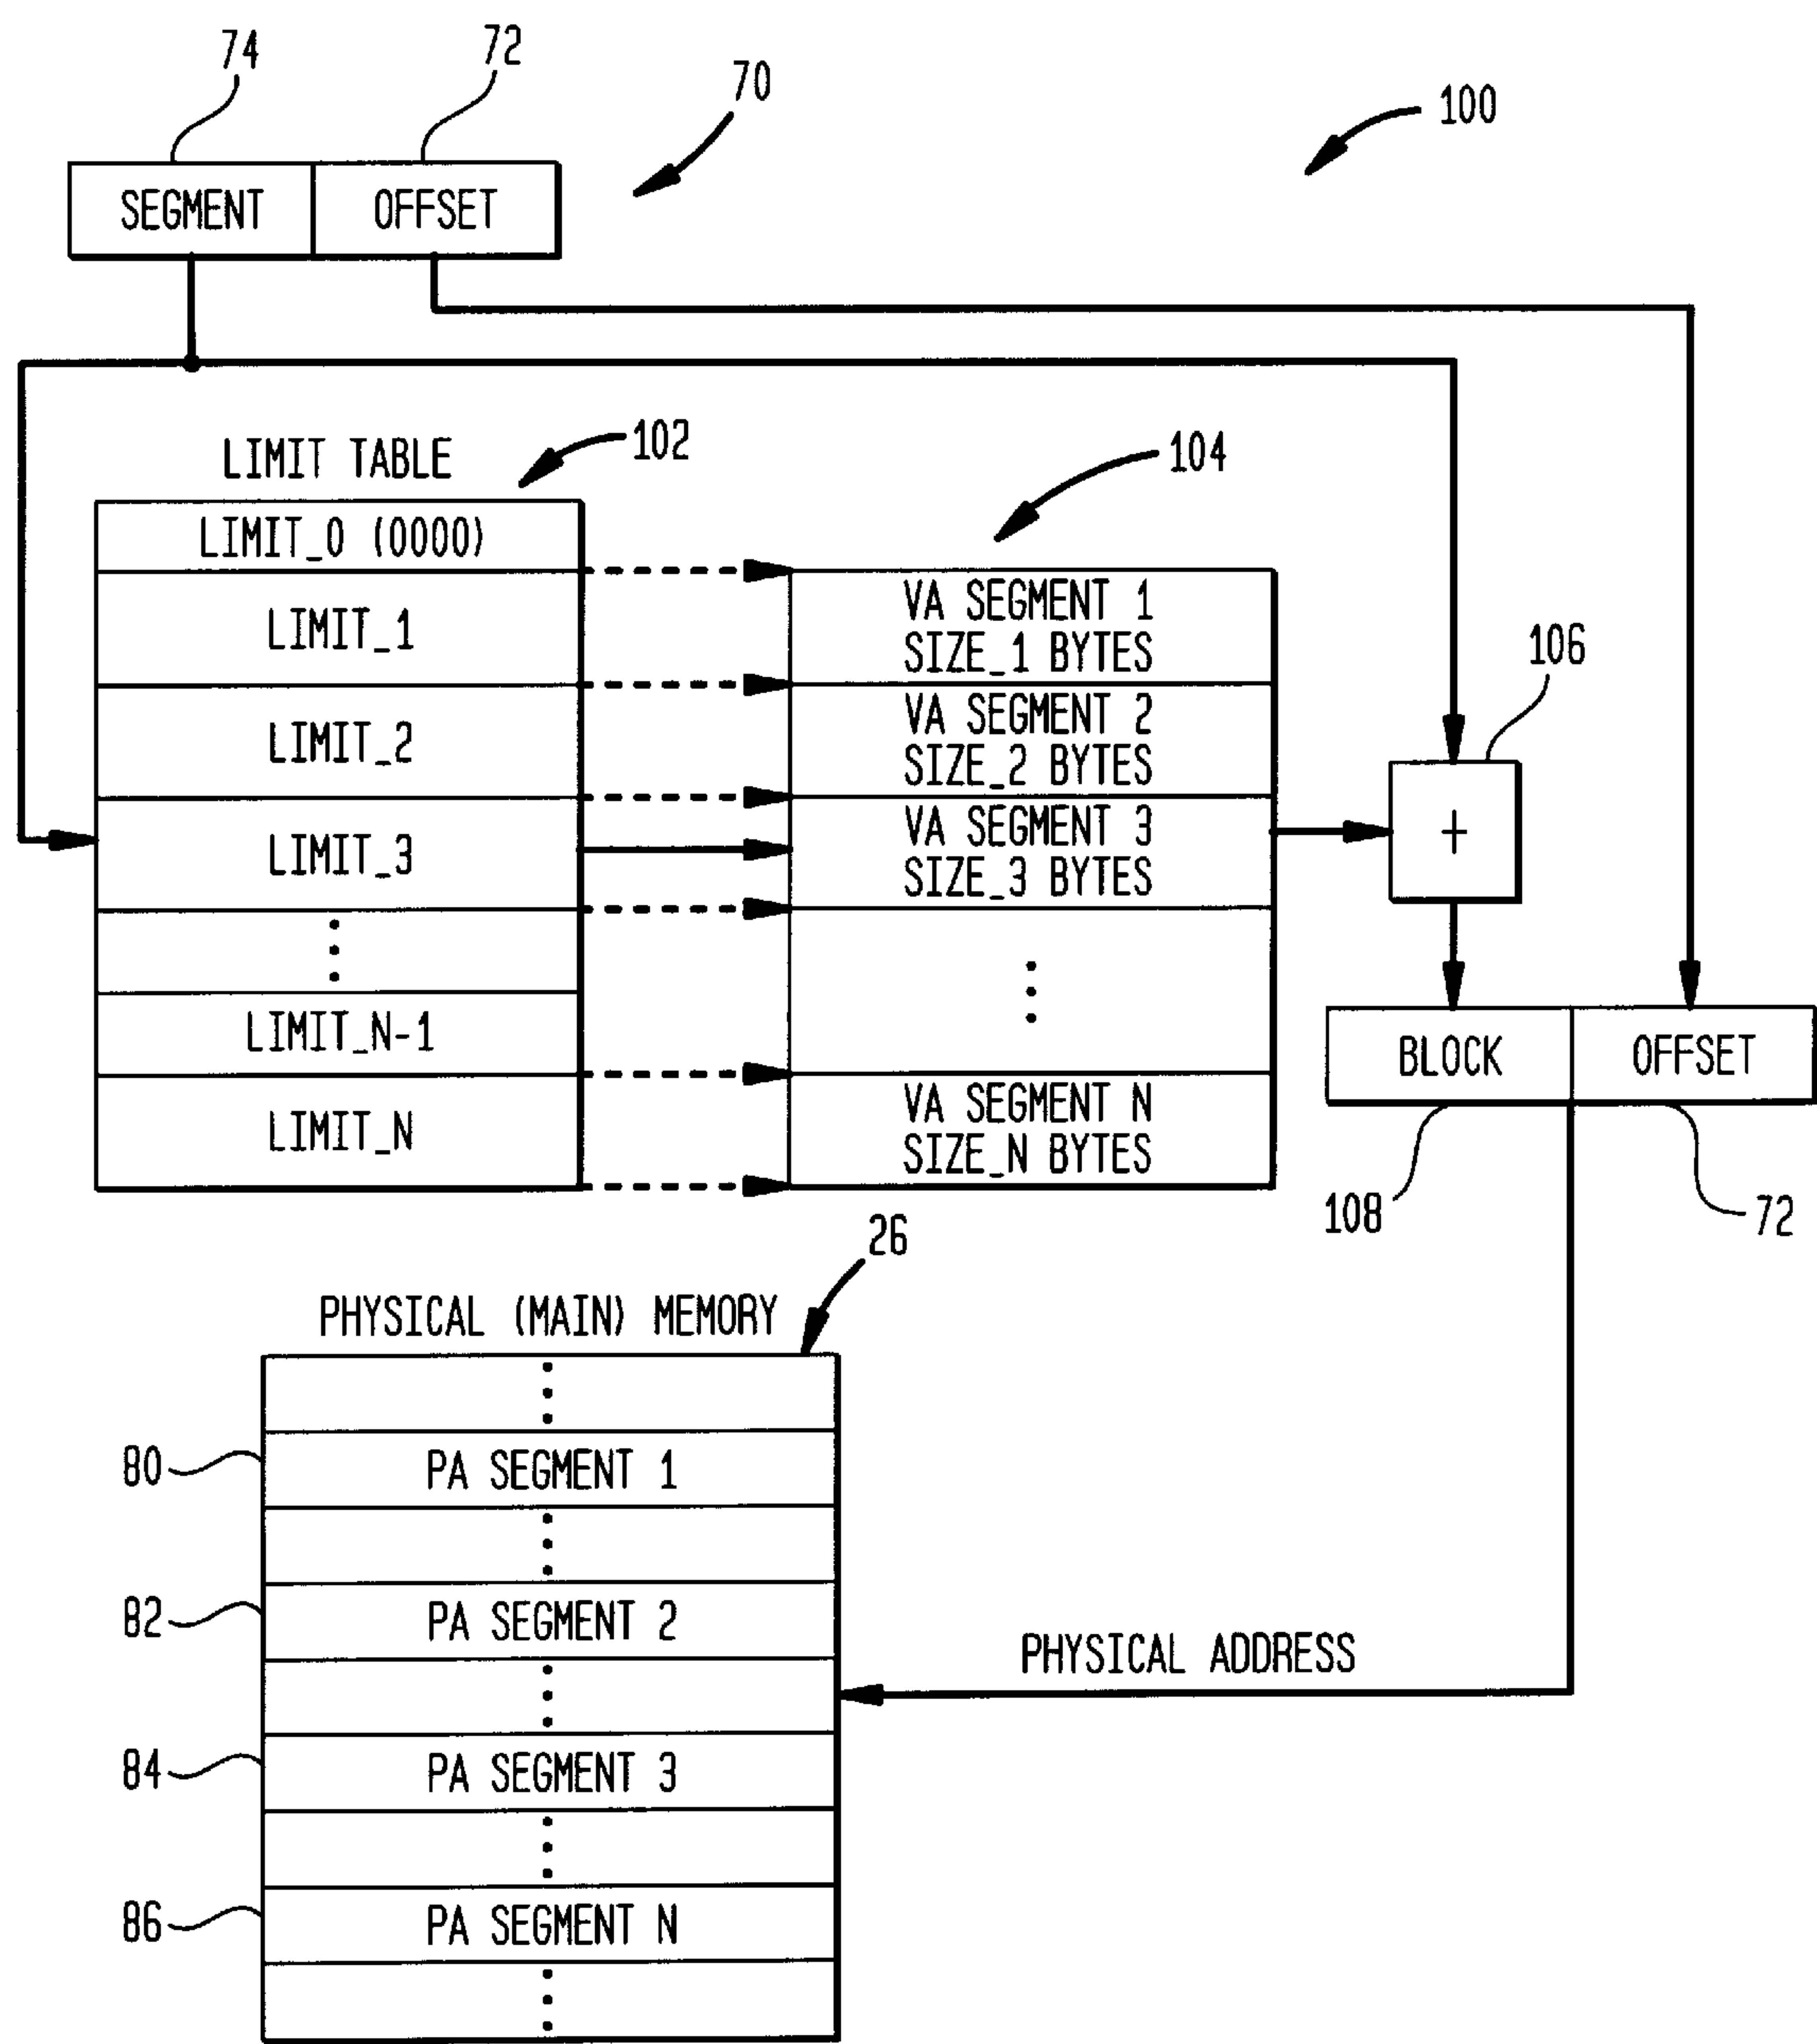 74
72
70
100
SEGMENT
OFFSET
LIMIT TABLE
102
104
LIMIT_0 (0000)
LIMIT_1
LIMIT_2
LIMIT_3
LIMIT_N-1
LIMIT_N
VA SEGMENT 1
SIZE_1 BYTES
VA SEGMENT 2
SIZE_2 BYTES
VA SEGMENT 3
SIZE_3 BYTES
VA SEGMENT N
SIZE_N BYTES
106
+
BLOCK
OFFSET
108
72
26
PHYSICAL (MAIN) MEMORY
80
PA SEGMENT 1
82
PA SEGMENT 2
PHYSICAL ADDRESS
84
PA SEGMENT 3
86
PA SEGMENT N